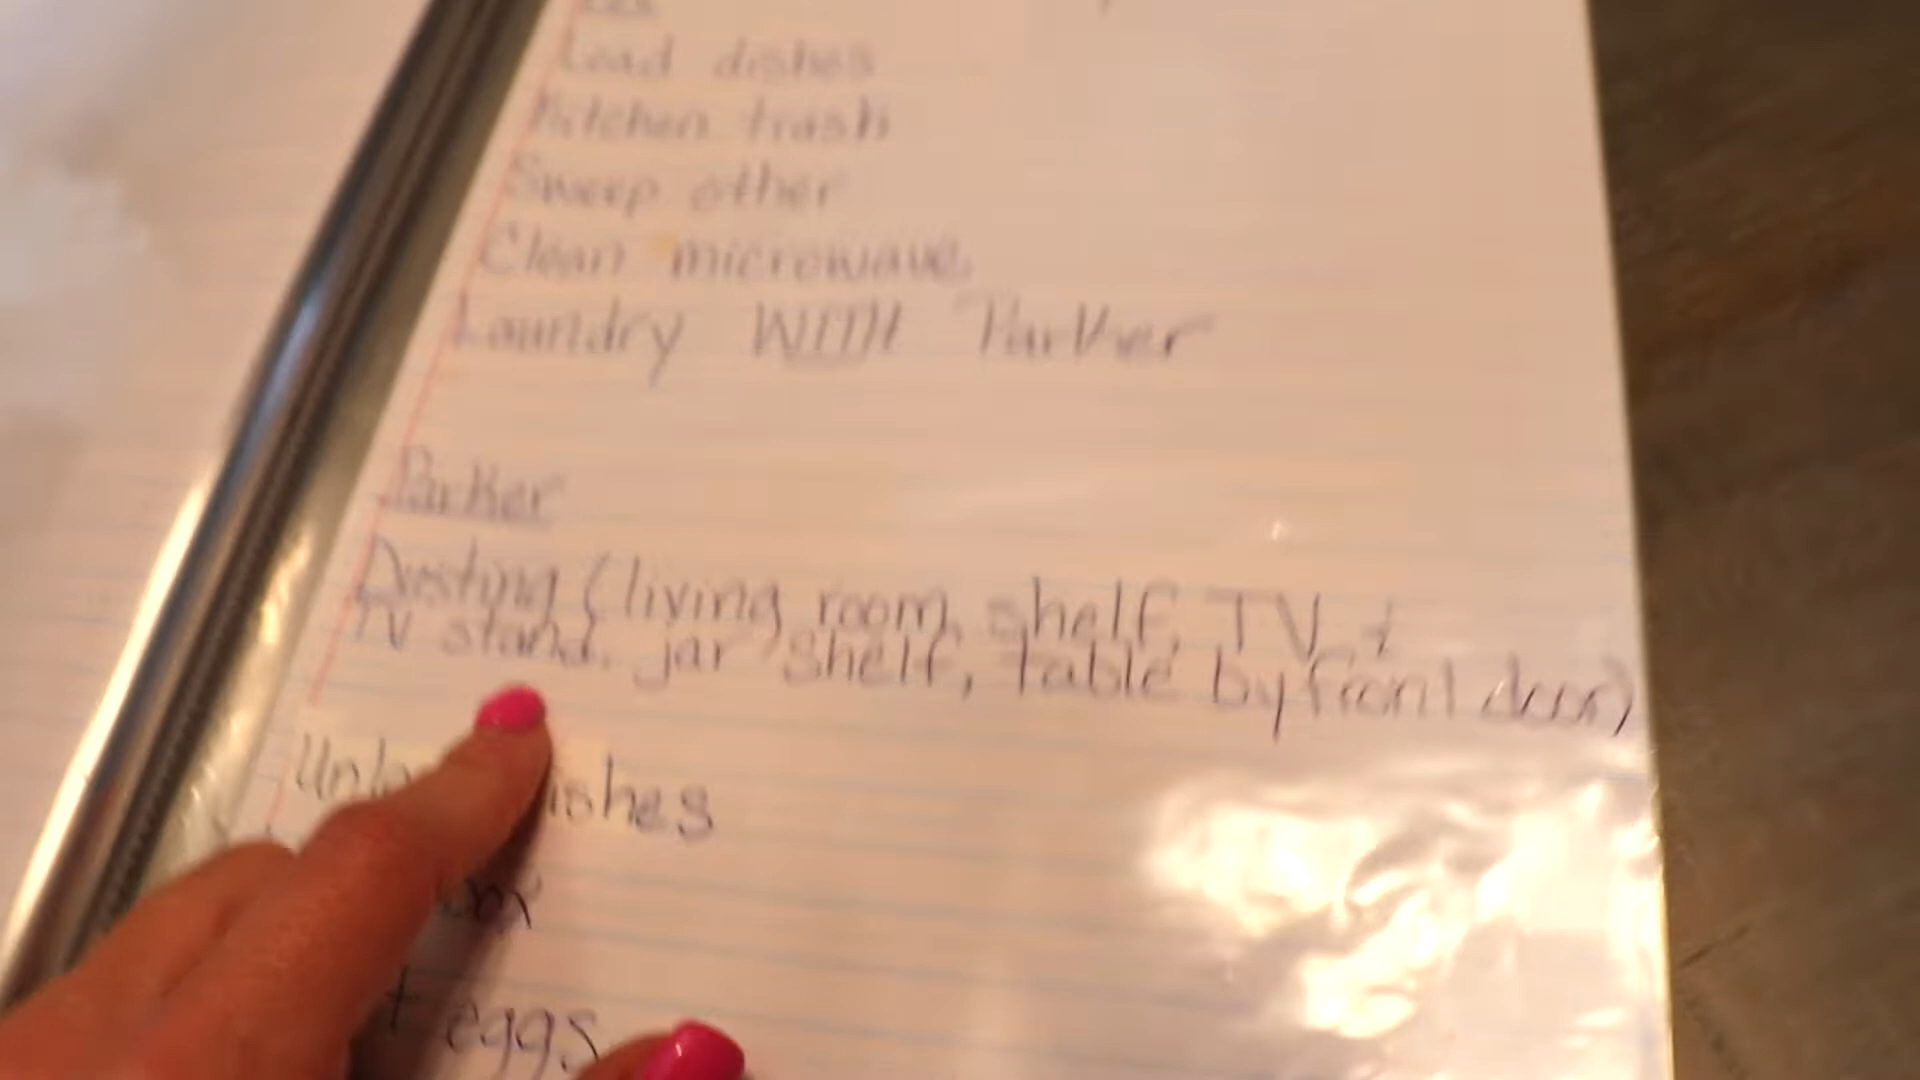 Load dishes
Kitchen trash
Sweep other
Clean microwave
Laundry WITH Parker
Parker
Dusting (living room, shelf, TV, &
TV stand, jar shelf, table by front door)
dishes
eggs